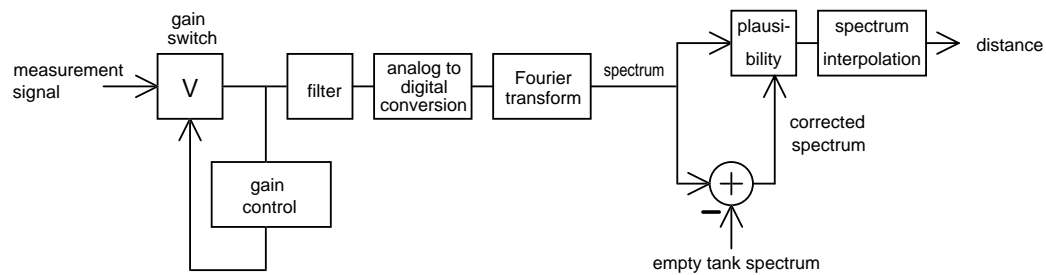 gain
switch
measurement
signal
V
gain
control
filter
analog to
digital
conversion
Fourier
transform
spectrum
plausi-
bility
spectrum
interpolation
distance
corrected
spectrum
+
−
empty tank spectrum